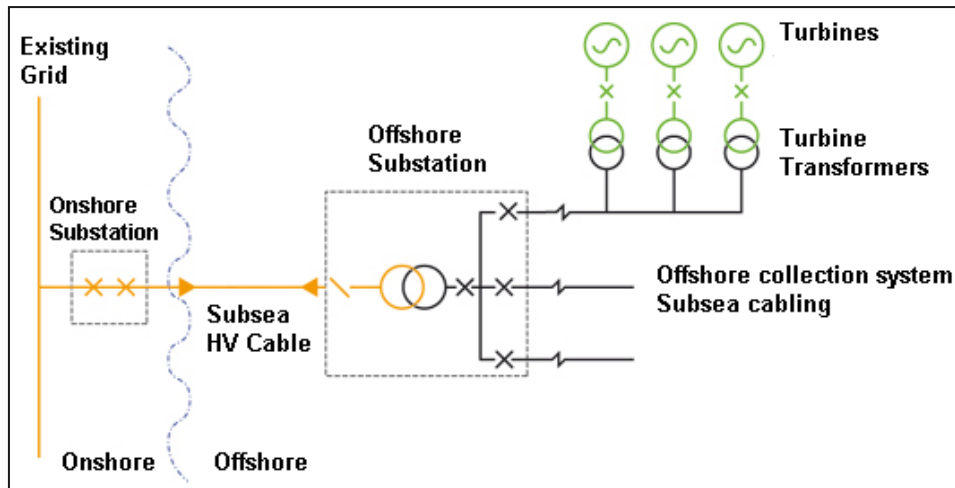 Existing
Grid
Turbines
Offshore
Substation
Turbine
Transformers
Onshore
Substation
Offshore collection system
Subsea cabling
Subsea
HV Cable
Onshore
Offshore